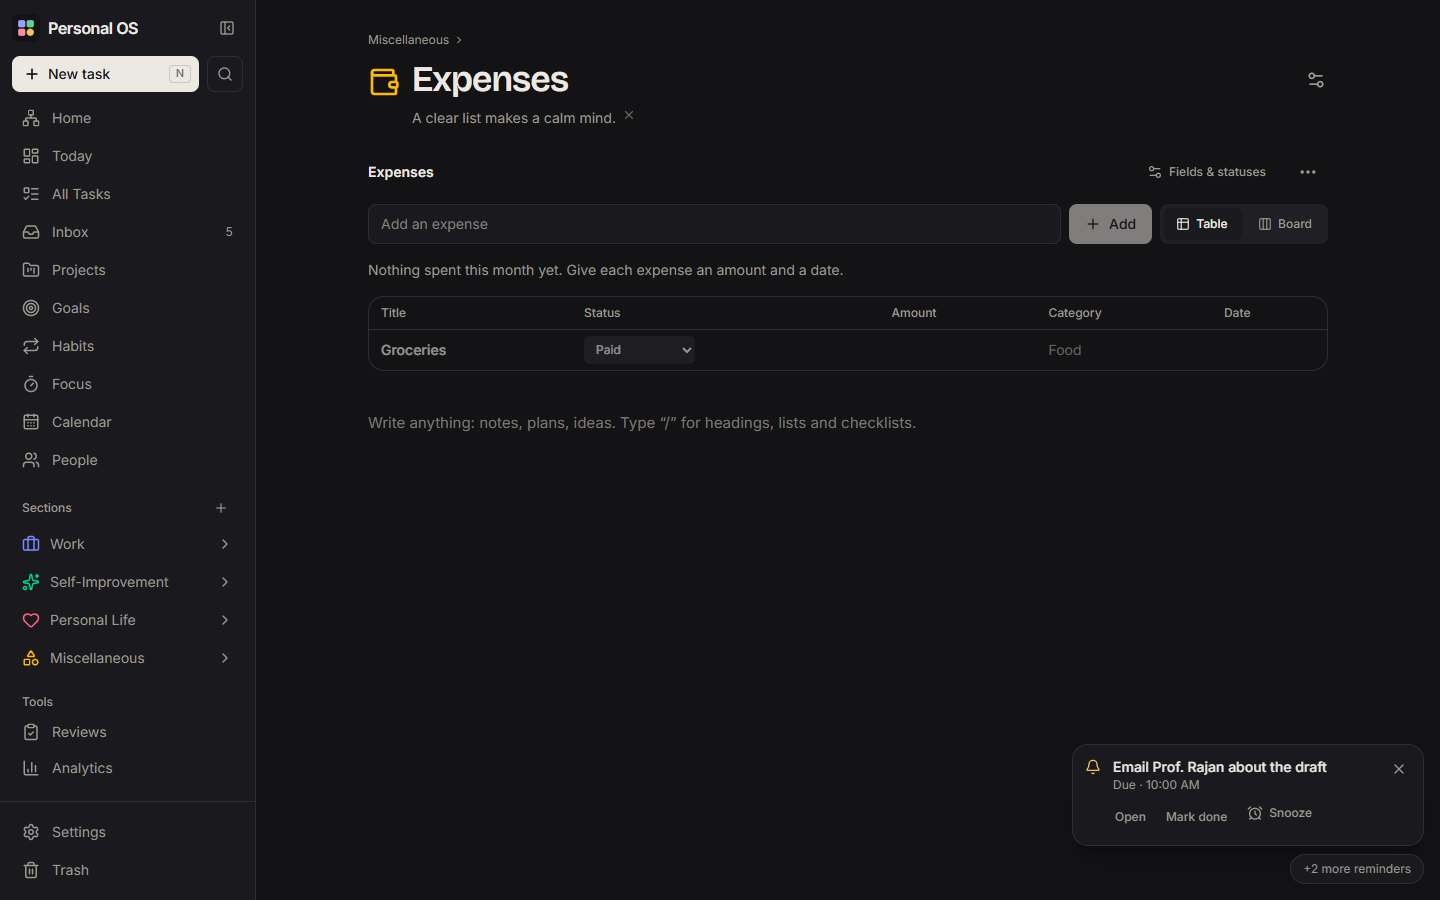 Personal OS
New task N
Home
Today
All Tasks
Inbox 5
Projects
Goals
Habits
Focus
Calendar
People
Sections
Work
Self-Improvement
Personal Life
Miscellaneous
Tools
Reviews
Analytics
Settings
Trash
Miscellaneous
Expenses
A clear list makes a calm mind.
Expenses
Fields & statuses
Add an expense
Add
Table
Board
Nothing spent this month yet. Give each expense an amount and a date.
Title Status Amount Category Date
Groceries Paid Food
Write anything: notes, plans, ideas. Type “/” for headings, lists and checklists.
Email Prof. Rajan about the draft
Due · 10:00 AM
Open Mark done Snooze
+2 more reminders